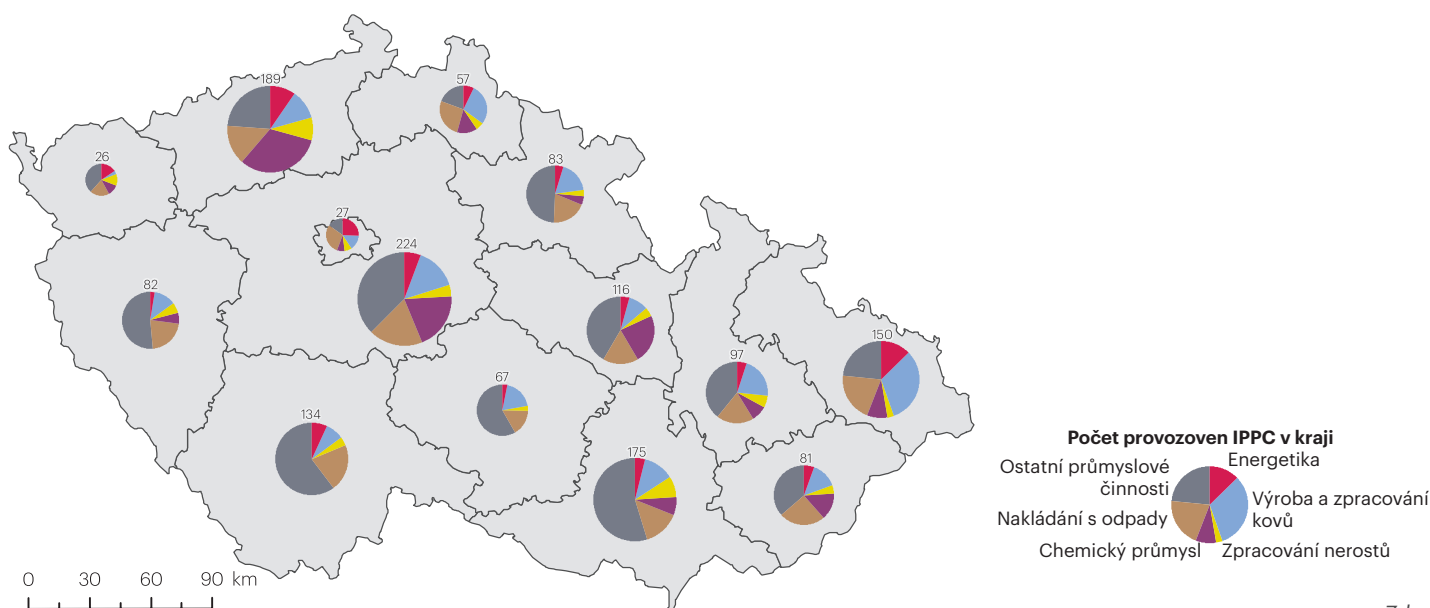 189
57
26
83
27
224
82
116
150
97
67
134
175
81
Počet provozoven IPPC v kraji
Energetika
Ostatní průmyslové
činnosti
Výroba a zpracování
kovů
Nakládání s odpady
Chemický průmysl
Zpracování nerostů
0 30 60 90 km